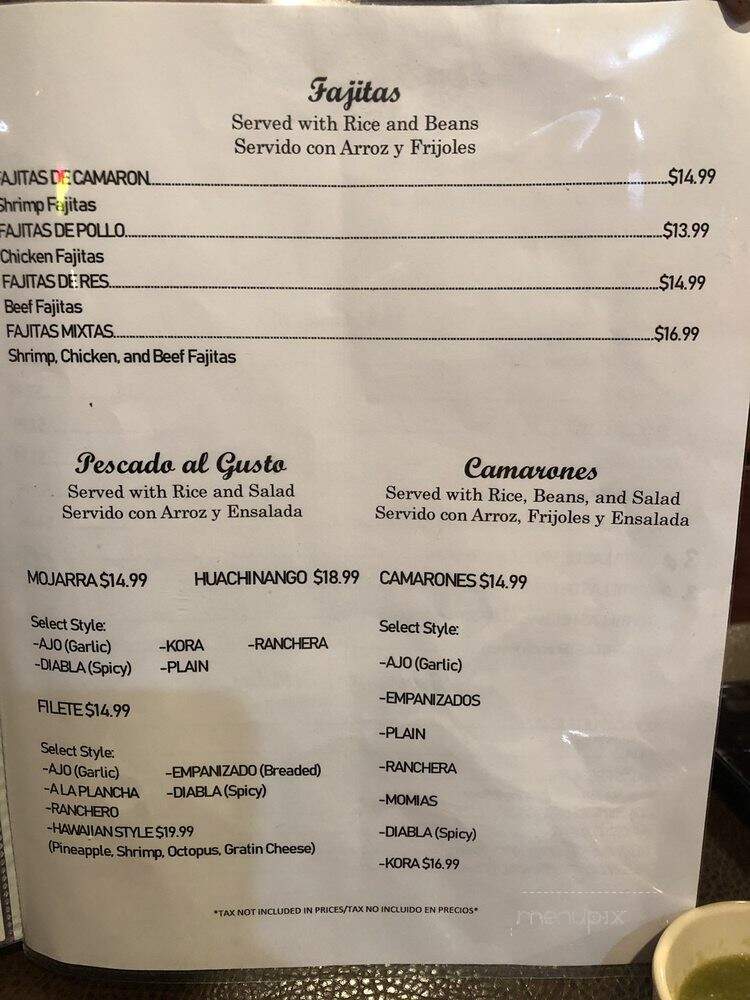 Fajitas
Served with Rice and Beans
Servido con Arroz y Frijoles
FAJITAS DE CAMARON $14.99
Shrimp Fajitas
FAJITAS DE POLLO $13.99
Chicken Fajitas
FAJITAS DE RES $14.99
Beef Fajitas
FAJITAS MIXTAS $16.99
Shrimp, Chicken, and Beef Fajitas
Pescado al Gusto
Served with Rice and Salad
Servido con Arroz y Ensalada
MOJARRA $14.99 HUACHINANGO $18.99
Select Style:
-AJO (Garlic) -KORA -RANCHERA
-DIABLA (Spicy) -PLAIN
FILETE $14.99
Select Style:
-AJO (Garlic) -EMPANIZADO (Breaded)
-A LA PLANCHA -DIABLA (Spicy)
-RANCHERO
-HAWAIIAN STYLE $19.99
(Pineapple, Shrimp, Octopus, Gratin Cheese)
Camarones
Served with Rice, Beans, and Salad
Servido con Arroz, Frijoles y Ensalada
CAMARONES $14.99
Select Style:
-AJO (Garlic)
-EMPANIZADOS
-PLAIN
-RANCHERA
-MOMIAS
-DIABLA (Spicy)
-KORA $16.99
*TAX NOT INCLUDED IN PRICES/TAX NO INCLUIDO EN PRECIOS*
menupix